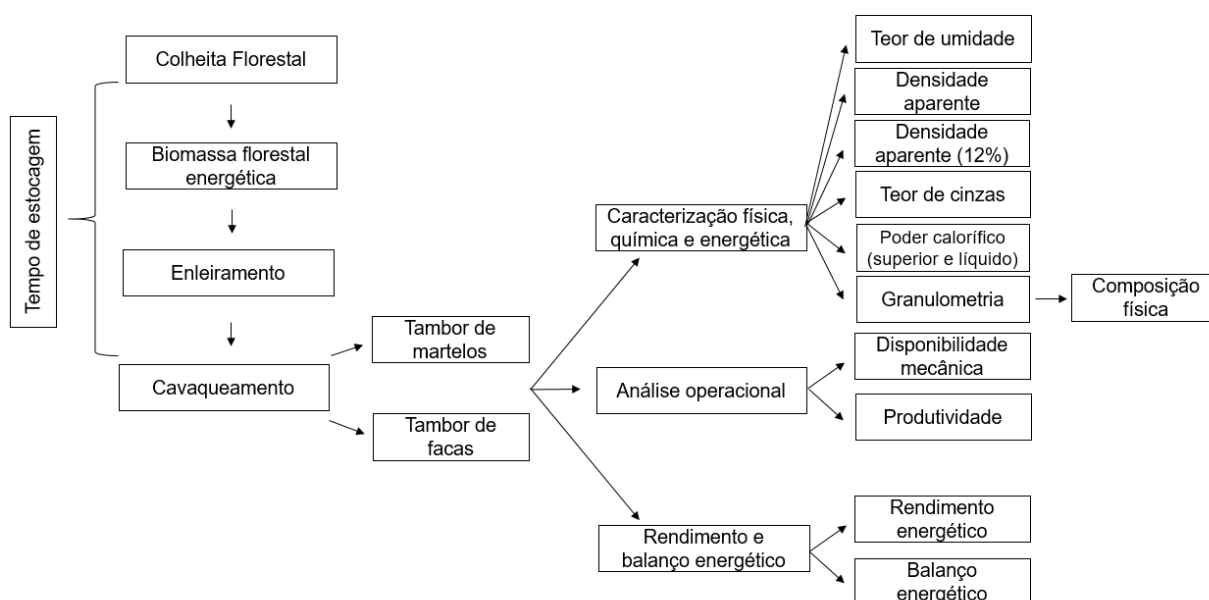 Tempo de estocagem
Colheita Florestal
Biomassa florestal
energética
Enleiramento
Cavaqueamento
Tambor de
martelos
Tambor de
facas
Caracterização física,
química e energética
Análise operacional
Rendimento e
balanço energético
Teor de umidade
Densidade
aparente
Densidade
aparente (12%)
Teor de cinzas
Poder calorífico
(superior e líquido)
Granulometria
Composição
física
Disponibilidade
mecânica
Produtividade
Rendimento
energético
Balanço
energético